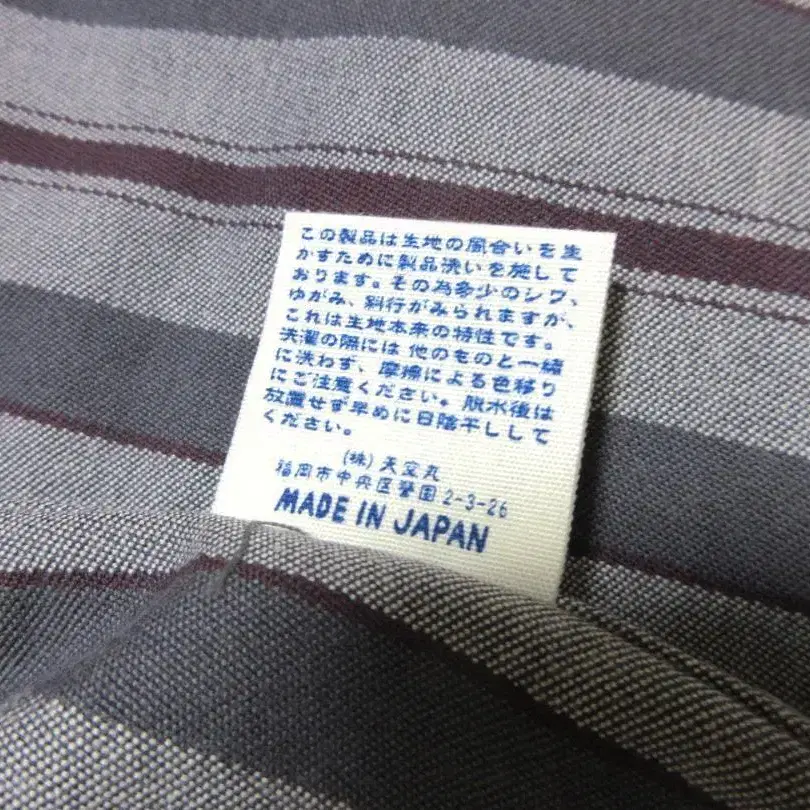 この製品は生地の風合いを生
かすために製品洗いを施して
おります。その為多少のシワ、
ゆがみ、斜行がみられますが、
これは生地本来の特性です。
洗濯の際には他のものと一緒
に洗わず、摩擦による色移り
にご注意ください。脱水後は
放置せず早めに日陰干しして
ください。
(株)天宝丸
福岡市中央区警固2-3-26
MADE IN JAPAN